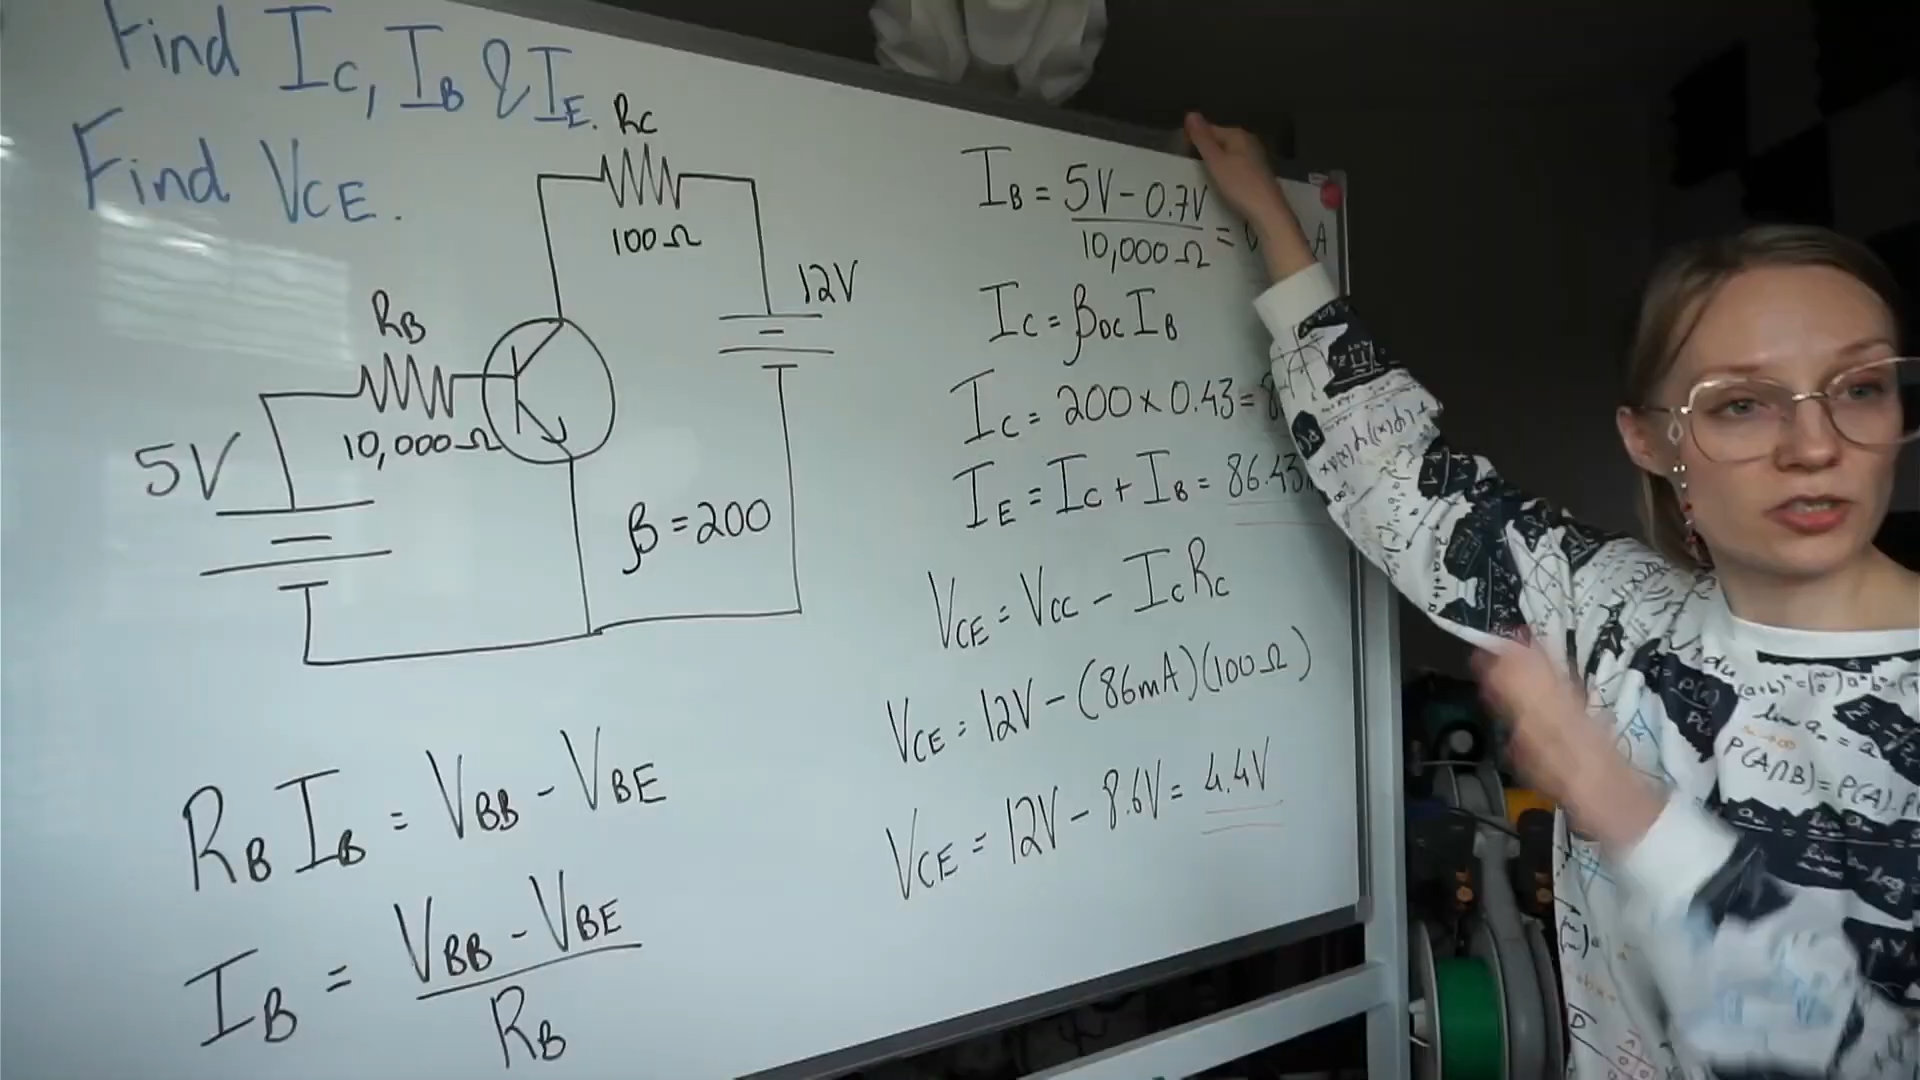 Find IC, IB & IE.
Find VCE.
RC
100Ω
12V
RB
10,000Ω
5V
β = 200
RB IB = VBB - VBE
IB = VBB - VBE
RB
IB = 5V - 0.7V
10,000Ω
= A
IC = βDC IB
IC = 200 × 0.43 =
IE = IC + IB = 86.43
VCE = VCC - IC RC
VCE = 12V - (86mA)(100Ω)
VCE = 12V - 8.6V = 4.4V
P(A∩B) = P(A).P(